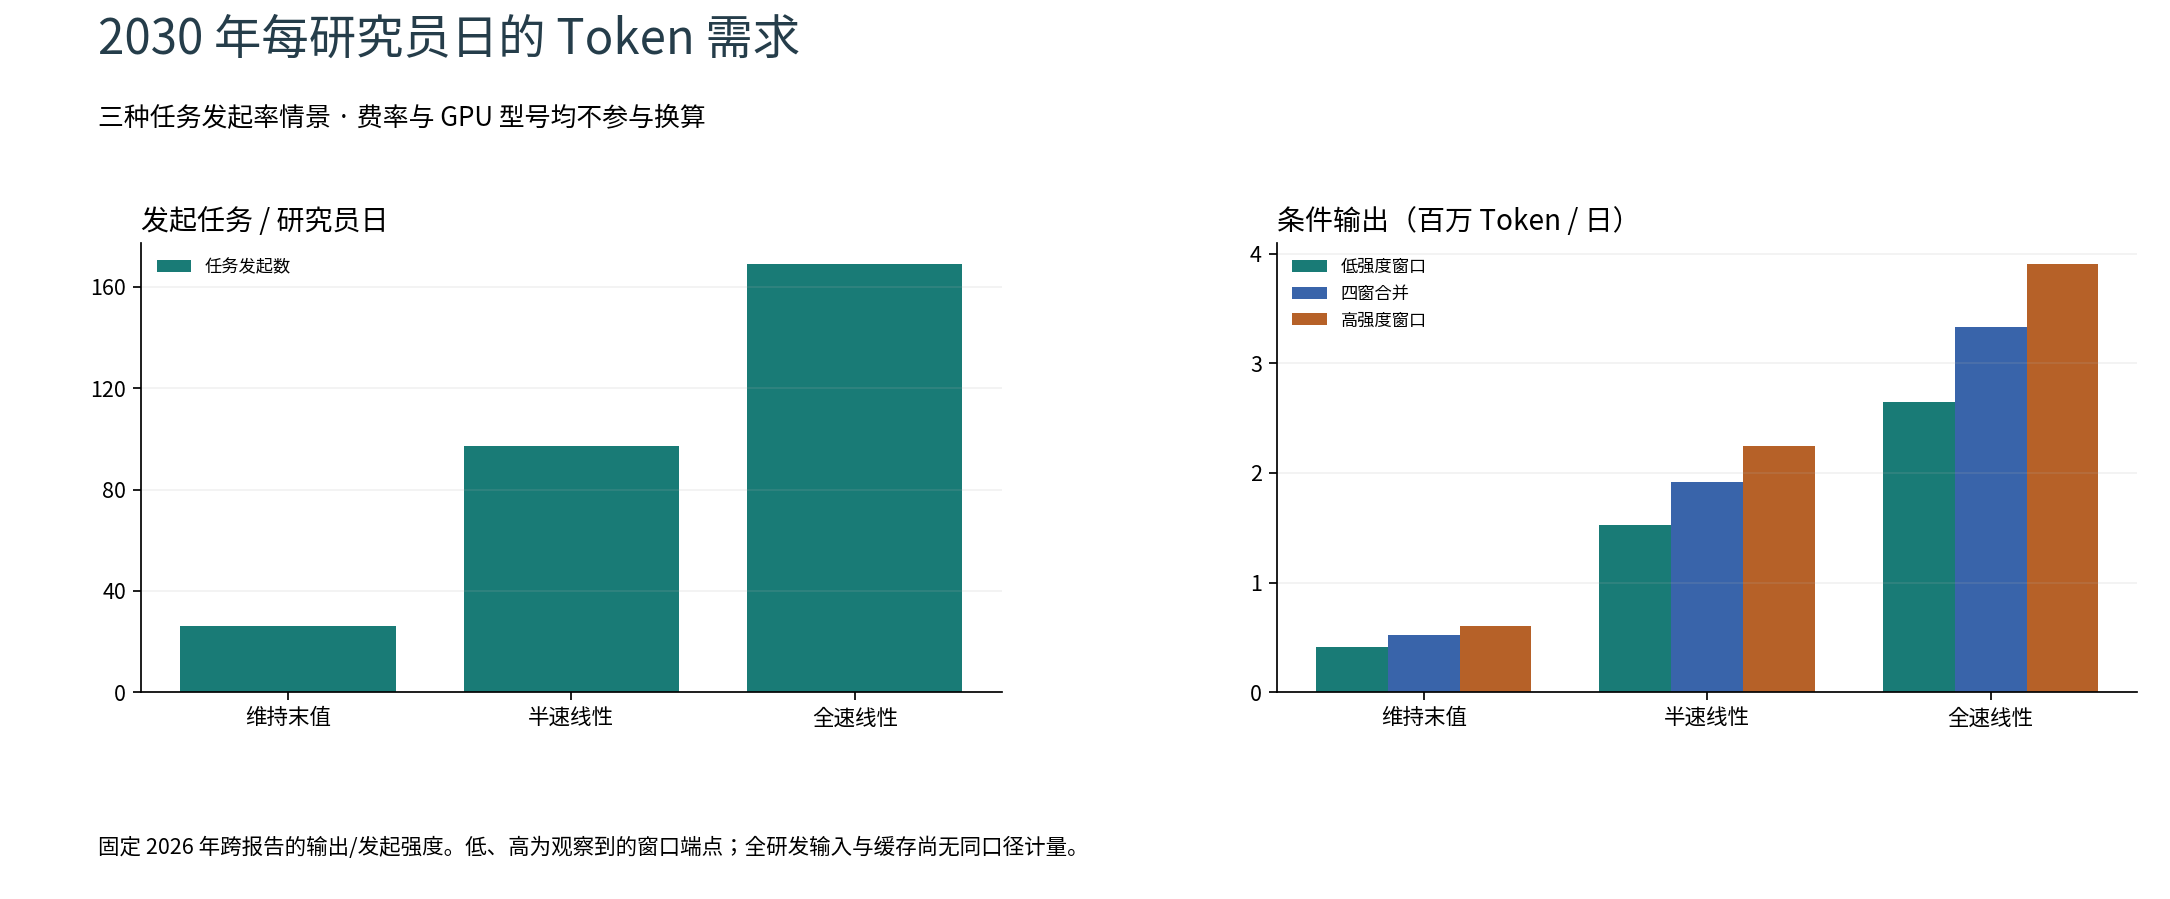 2030 年每研究员日的 Token 需求
三种任务发起率情景 · 费率与 GPU 型号均不参与换算
发起任务 / 研究员日
任务发起数
160
120
80
40
0
维持末值
半速线性
全速线性
条件输出（百万 Token / 日）
低强度窗口
四窗合并
高强度窗口
4
3
2
1
0
维持末值
半速线性
全速线性
固定 2026 年跨报告的输出/发起强度。低、高为观察到的窗口端点；全研发输入与缓存尚无同口径计量。